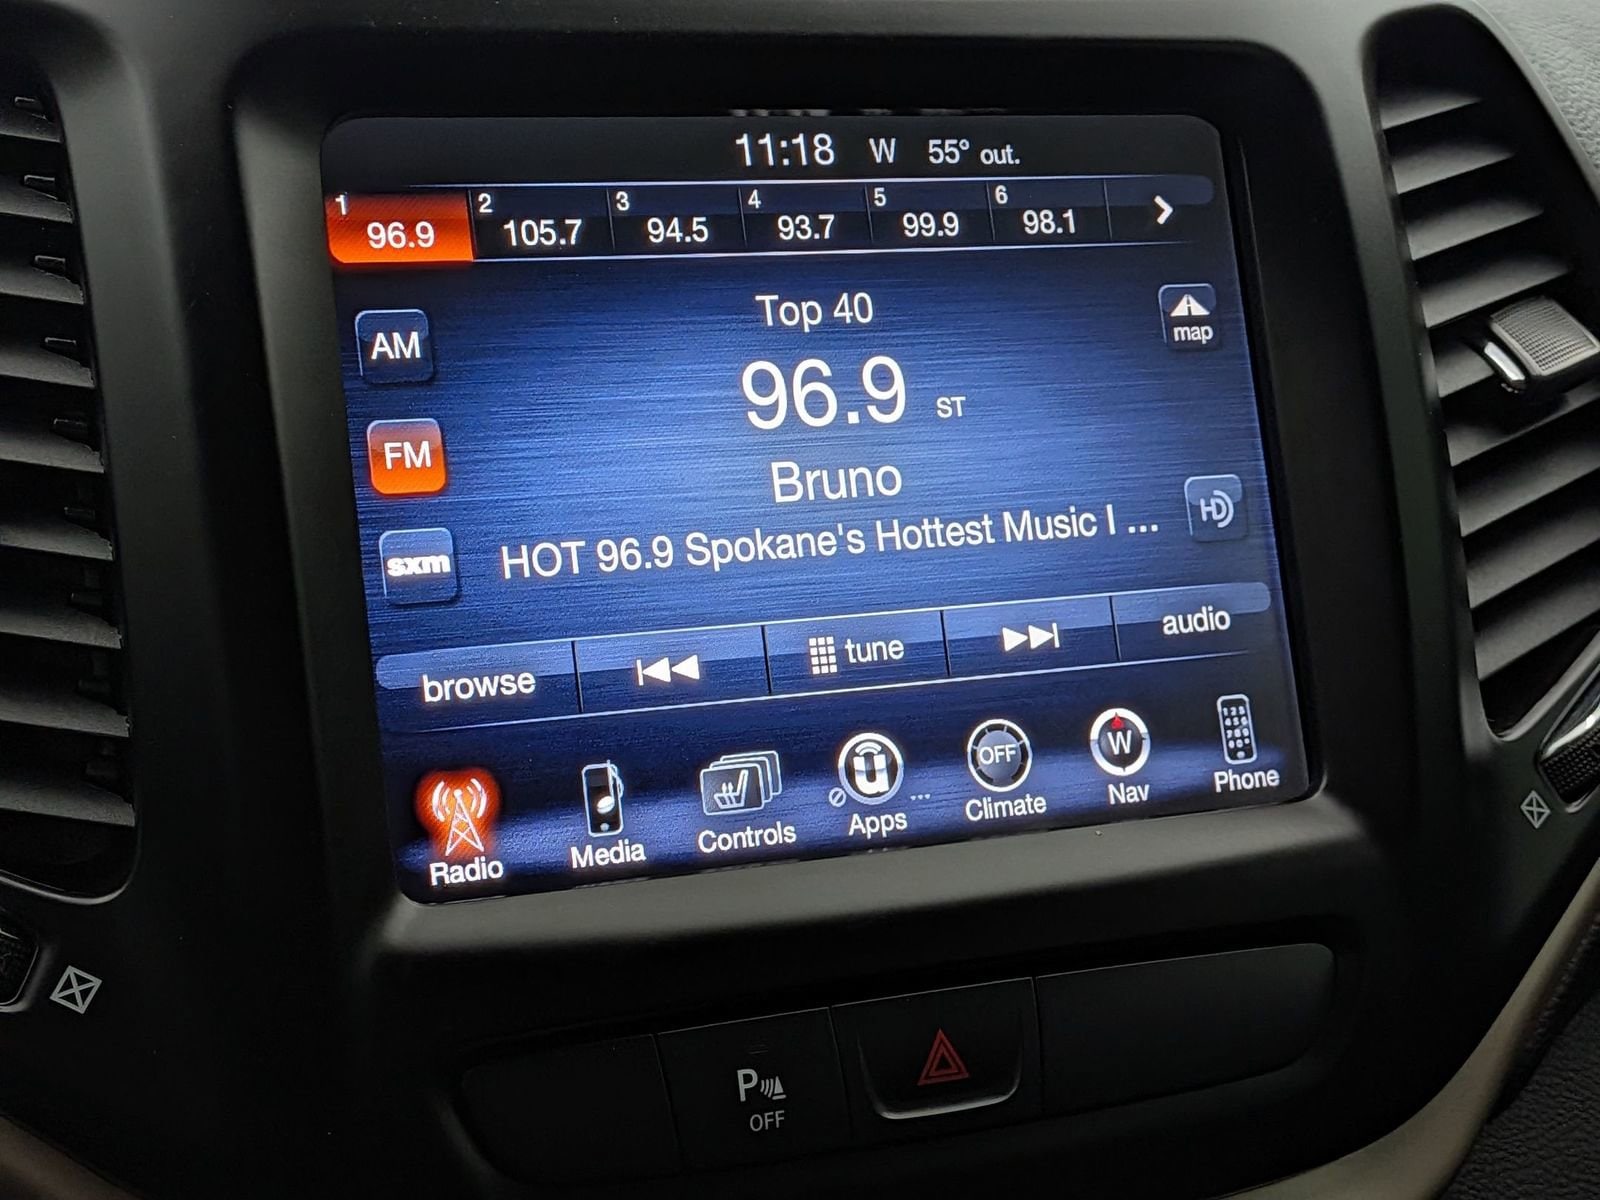 11:18 W 55° out.
1 96.9 2 105.7 3 94.5 4 93.7 5 99.9 6 98.1
Top 40
map
AM
96.9 ST
FM
Bruno
HD
sxm
HOT 96.9 Spokane's Hottest Music I ...
browse tune audio
OFF W
Radio Media Controls Apps Climate Nav Phone
P
OFF